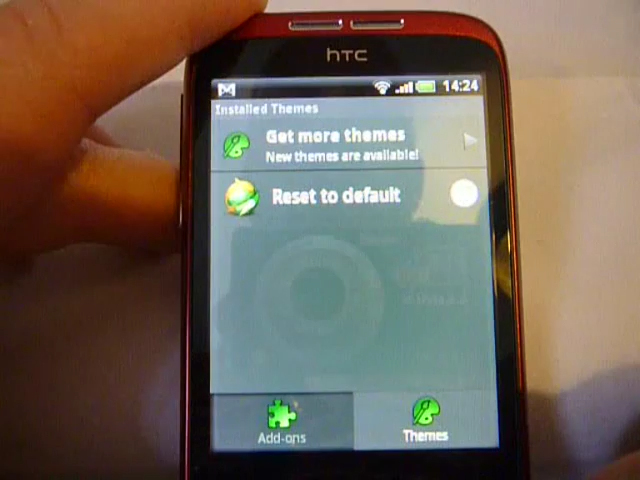 hTC
14:24
Installed Themes
Get more themes
New themes are available!
Reset to default
Add-ons
Themes